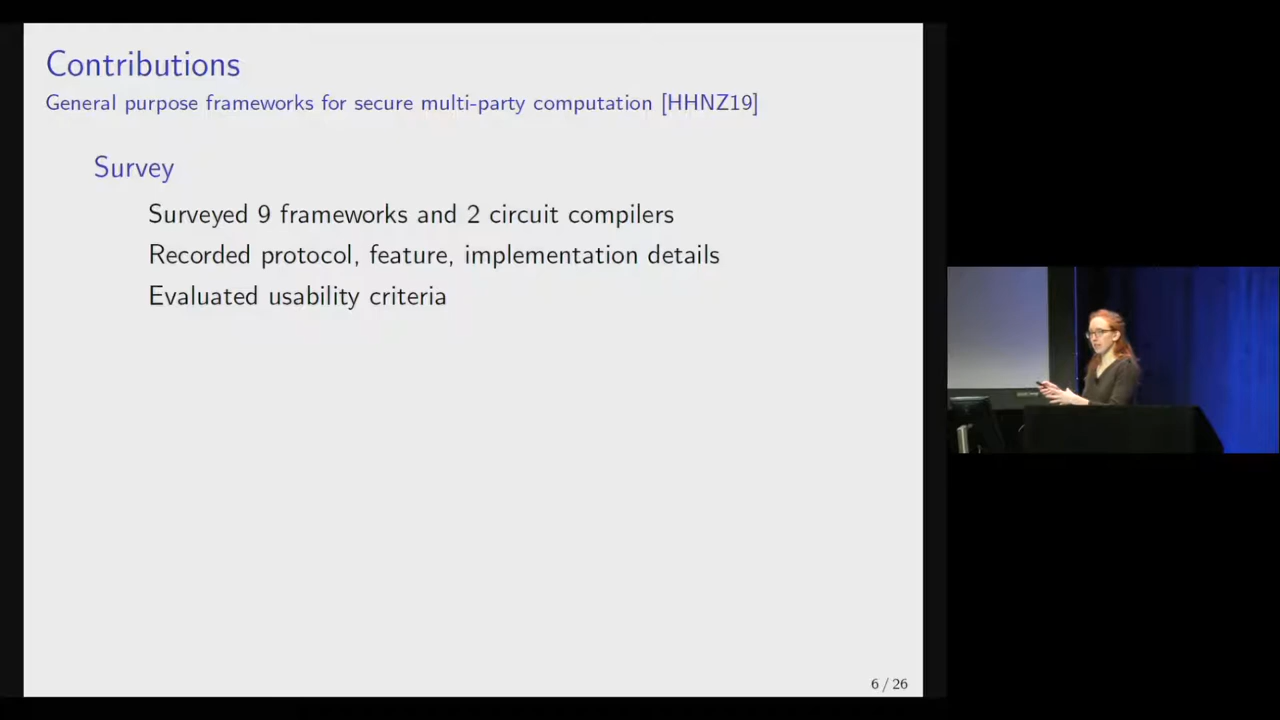 Contributions
General purpose frameworks for secure multi-party computation [HHNZ19]
Survey
Surveyed 9 frameworks and 2 circuit compilers
Recorded protocol, feature, implementation details
Evaluated usability criteria
6 / 26